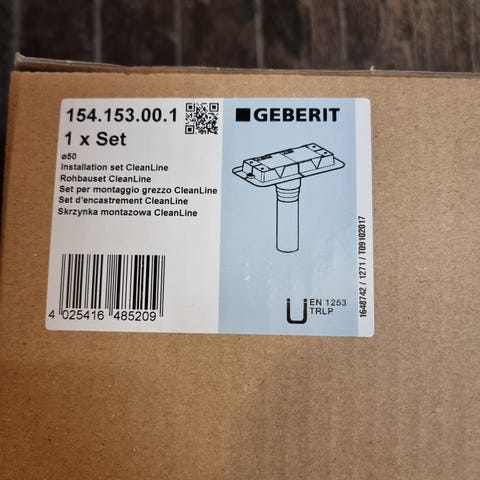 154.153.00.1
GEBERIT
1 x Set
ø50
Installation set CleanLine
Rohbauset CleanLine
Set per montaggio grezzo CleanLine
Set d'encastrement CleanLine
Skrzynka montażowa CleanLine
4 025416 485209
EN 1253
TRLP
1648742 / 1271 / T09102017